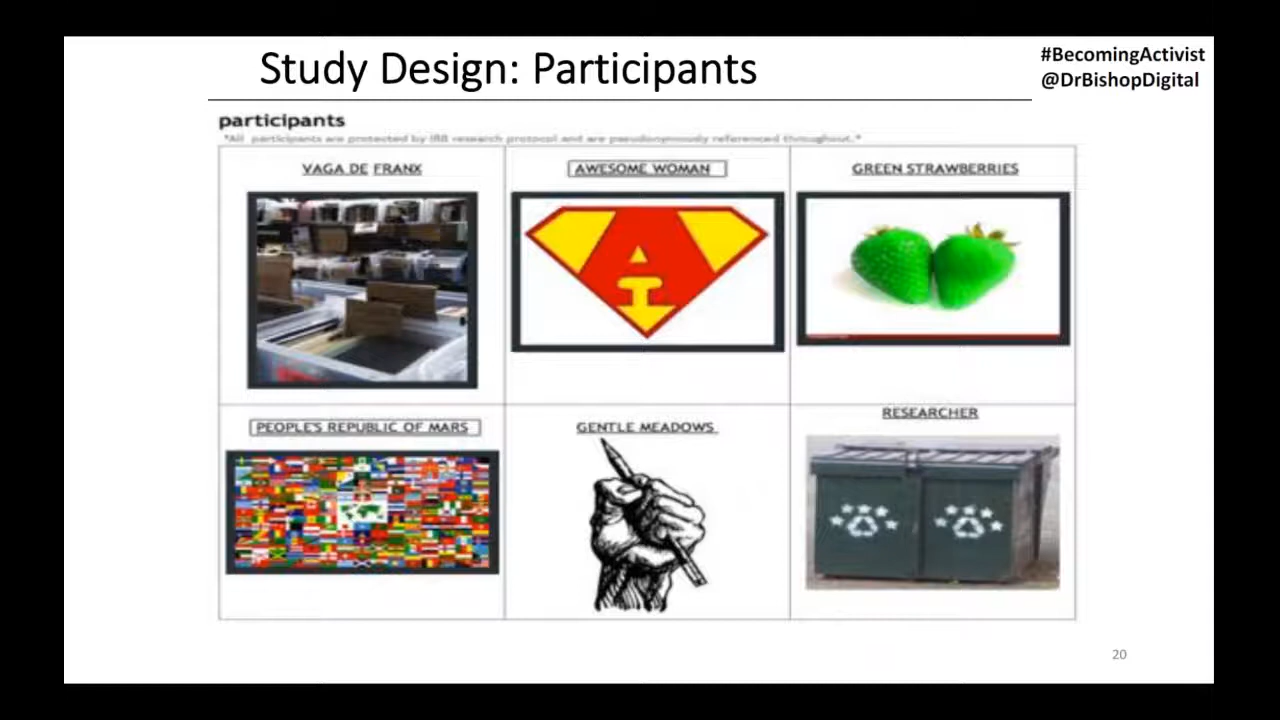 Study Design: Participants
#BecomingActivist
@DrBishopDigital
participants
*All participants are protected by IRB research protocol and are pseudonymously referenced throughout.*
VAGA DE FRANX
AWESOME WOMAN
GREEN STRAWBERRIES
A
PEOPLE'S REPUBLIC OF MARS
GENTLE MEADOWS
RESEARCHER
20